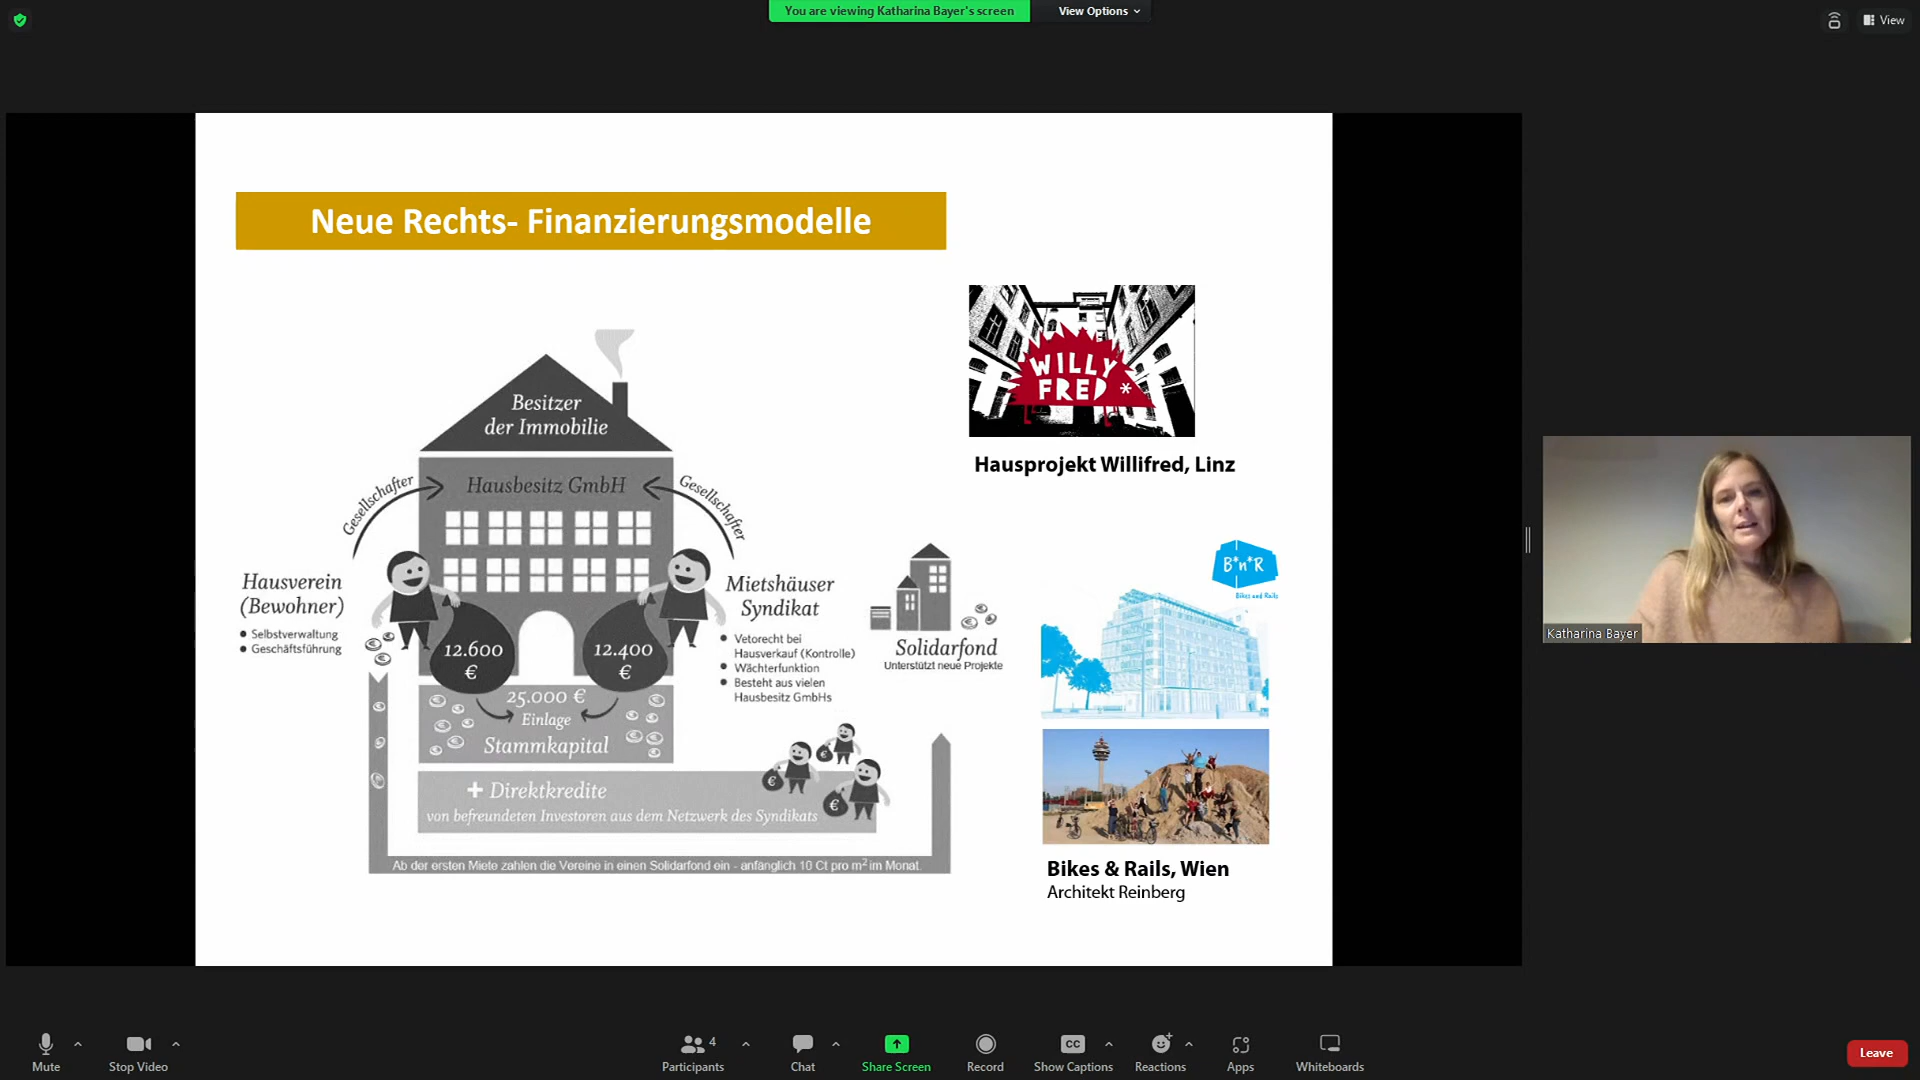 You are viewing Katharina Bayer's screen
View Options
View
Neue Rechts- Finanzierungsmodelle
Besitzer
der Immobilie
Gesellschafter
Hausbesitz GmbH
Gesellschafter
Hausverein
(Bewohner)
Selbstverwaltung
Geschäftsführung
12.600
€
12.400
€
Mietshäuser
Syndikat
Vetorecht bei
Hausverkauf (Kontrolle)
Wächterfunktion
Besteht aus vielen
Hausbesitz GmbHs
Solidarfond
Unterstützt neue Projekte
25.000 €
Einlage
Stammkapital
+ Direktkredite
von befreundeten Investoren aus dem Netzwerk des Syndikats
Ab der ersten Miete zahlen die Vereine in einen Solidarfond ein - anfänglich 10 Ct pro m² im Monat.
WILLY
FRED *
Hausprojekt Willifred, Linz
B*n*R
Bikes and Rails
Bikes & Rails, Wien
Architekt Reinberg
Katharina Bayer
Mute
Stop Video
4
Participants
Chat
Share Screen
Record
CC
Show Captions
Reactions
Apps
Whiteboards
Leave